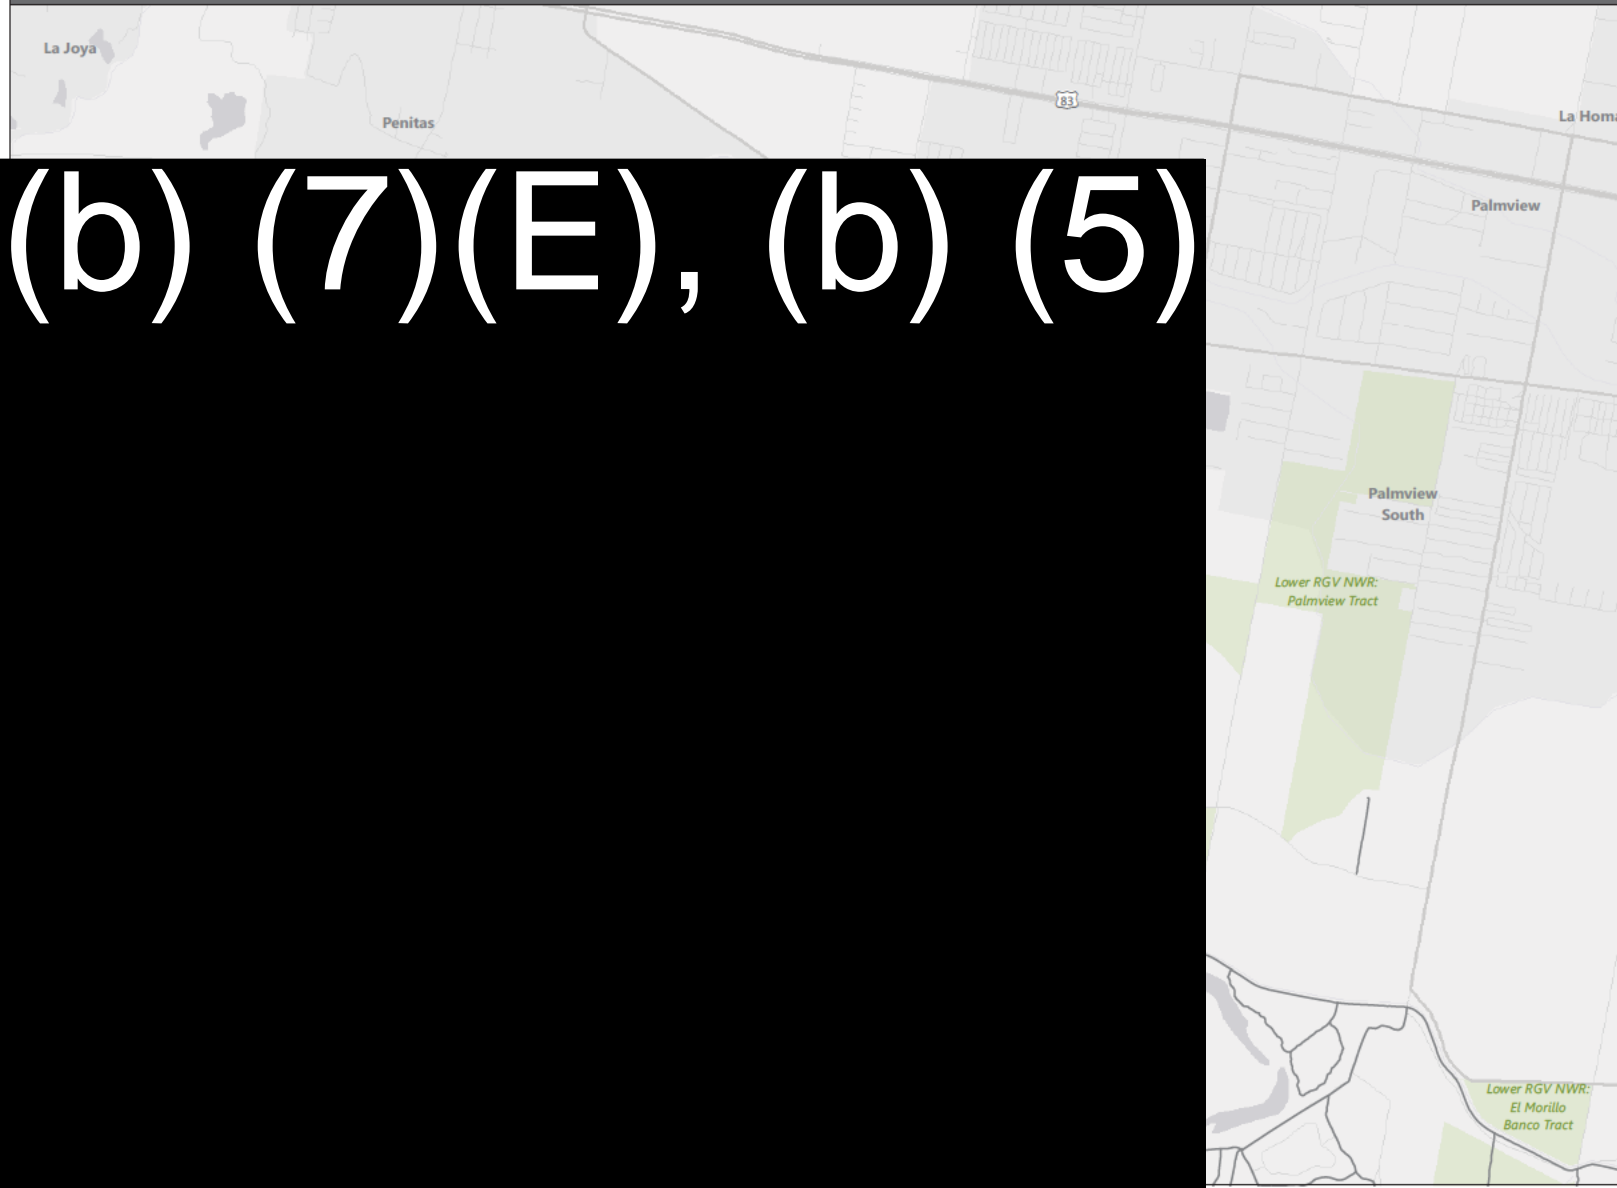 La Joya
83
Penitas
La Homa
(b) (7)(E), (b) (5)
Palmview
Palmview
South
Lower RGV NWR:
Palmview Tract
Lower RGV NWR:
El Morillo
Banco Tract